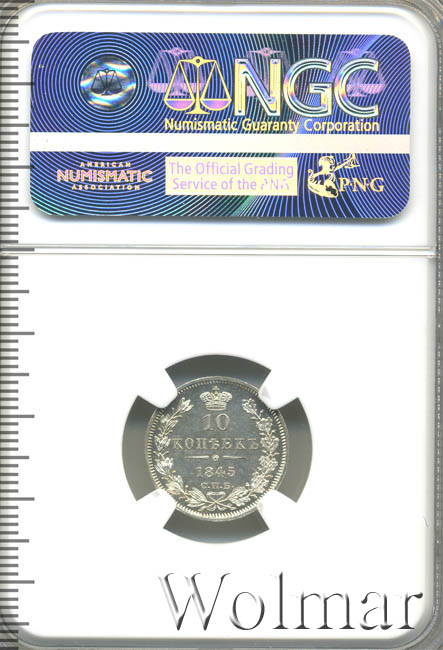 NGC
Numismatic Guaranty Corporation
AMERICAN
NUMISMATIC
ASSOCIATION
The Official Grading
Service of the PNG
PNG
10
КОПѢЕКЪ
1845
С.П.Б.
Wolmar